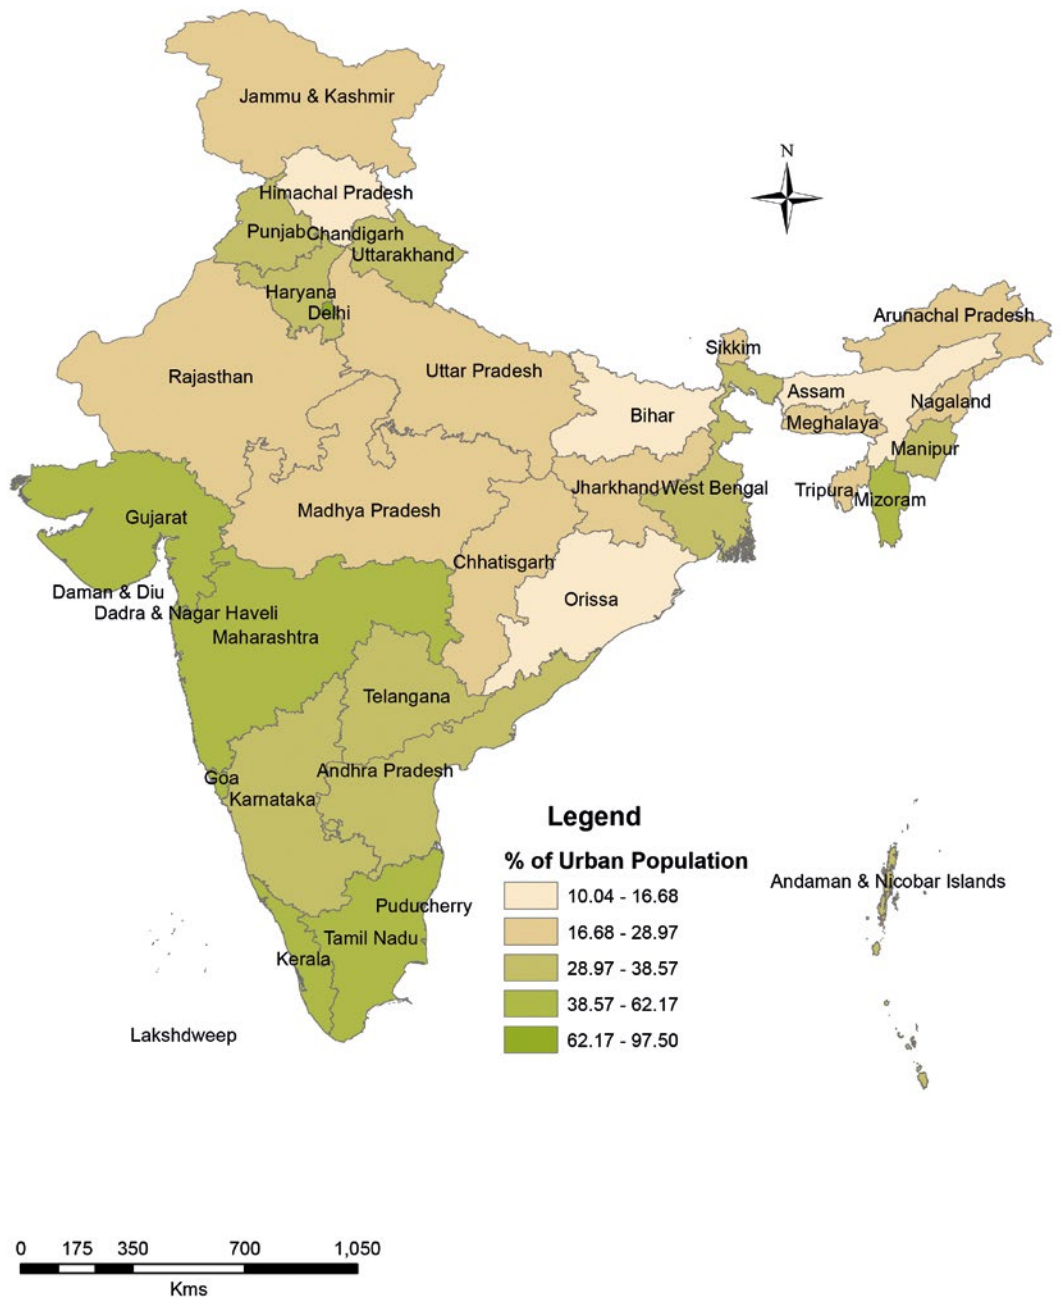 Jammu & Kashmir
N
Himachal Pradesh
Punjab
Chandigarh
Uttarakhand
Haryana
Delhi
Arunachal Pradesh
Sikkim
Rajasthan
Uttar Pradesh
Assam
Nagaland
Bihar
Meghalaya
Manipur
Jharkhand
West Bengal
Tripura
Mizoram
Gujarat
Madhya Pradesh
Chhatisgarh
Daman & Diu
Orissa
Dadra & Nagar Haveli
Maharashtra
Telangana
Goa
Andhra Pradesh
Karnataka
Legend
% of Urban Population
10.04 - 16.68
16.68 - 28.97
28.97 - 38.57
38.57 - 62.17
62.17 - 97.50
Andaman & Nicobar Islands
Puducherry
Tamil Nadu
Kerala
Lakshdweep
0 175 350 700 1,050
Kms